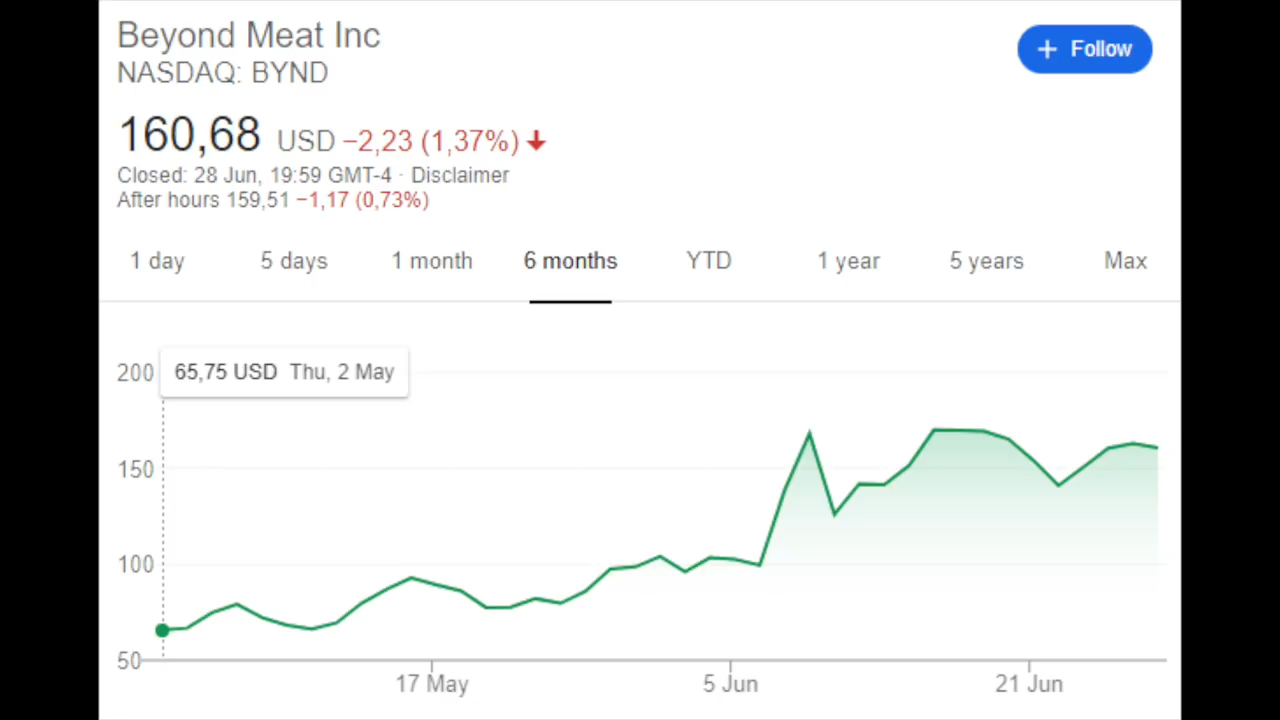 Beyond Meat Inc
+ Follow
NASDAQ: BYND
160,68 USD −2,23 (1,37%)
Closed: 28 Jun, 19:59 GMT-4 · Disclaimer
After hours 159,51 −1,17 (0,73%)
1 day 5 days 1 month 6 months YTD 1 year 5 years Max
200
65,75 USD Thu, 2 May
150
100
50
17 May 5 Jun 21 Jun